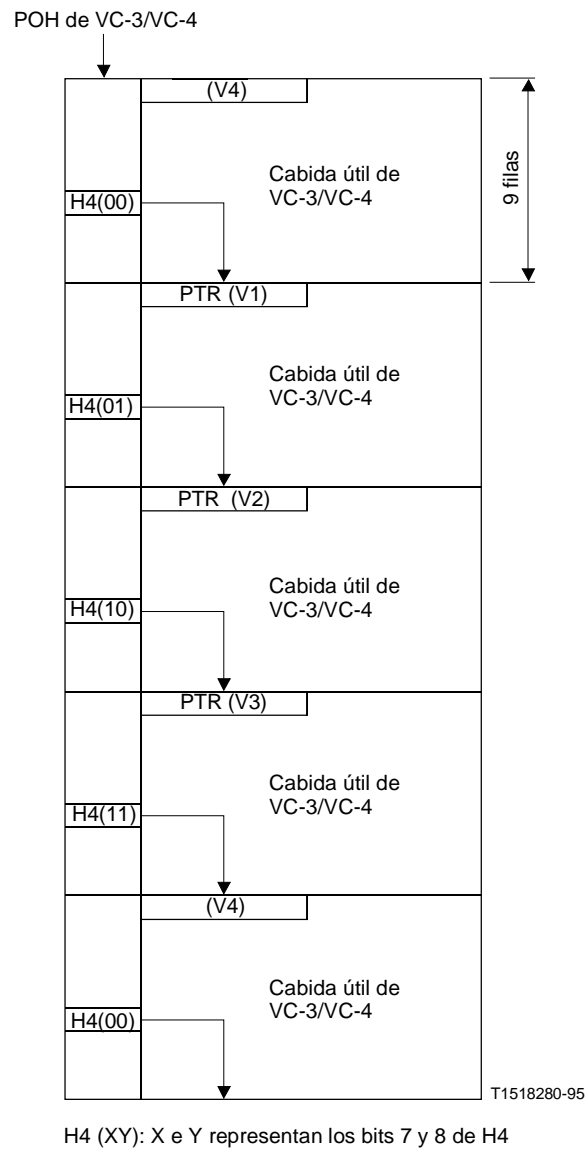 POH de VC-3/VC-4
(V4)
Cabida útil de
VC-3/VC-4
9 filas
H4(00)
PTR (V1)
Cabida útil de
VC-3/VC-4
H4(01)
PTR (V2)
Cabida útil de
VC-3/VC-4
H4(10)
PTR (V3)
Cabida útil de
VC-3/VC-4
H4(11)
(V4)
Cabida útil de
VC-3/VC-4
H4(00)
T1518280-95
H4 (XY): X e Y representan los bits 7 y 8 de H4